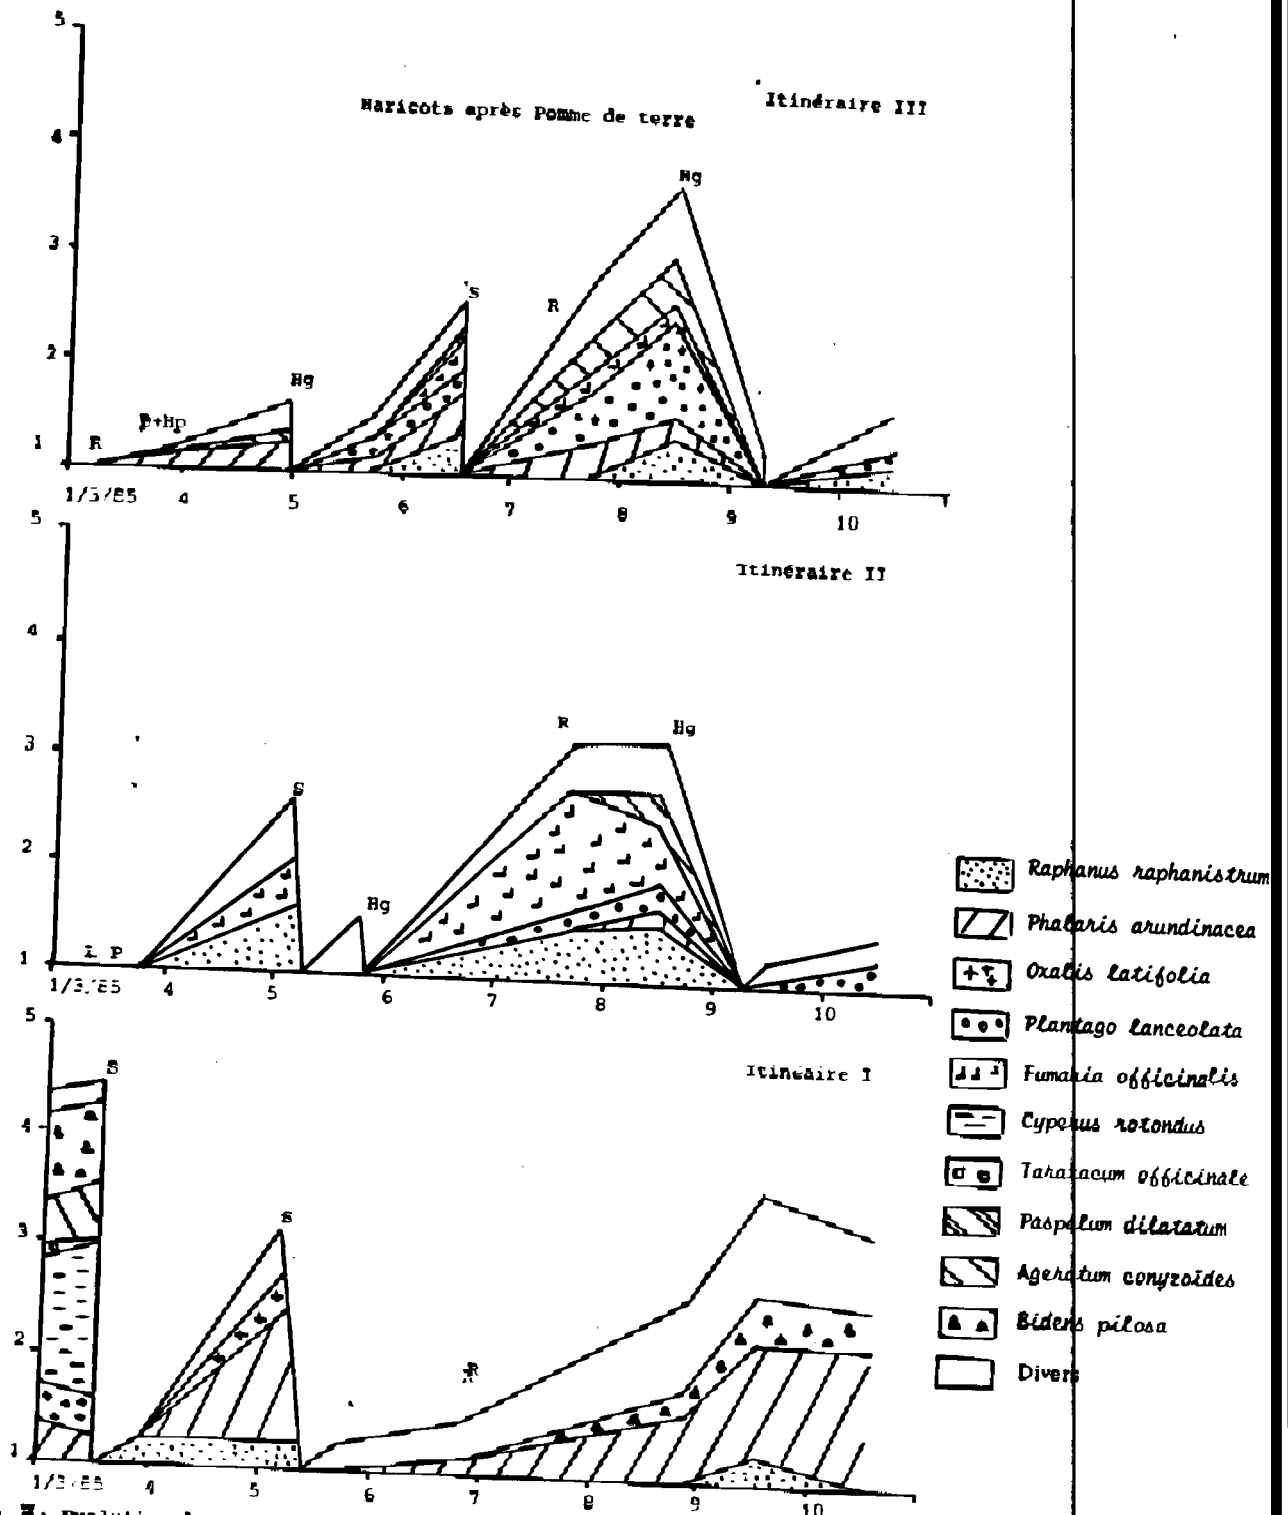 5
Haricots après Pomme de terre
Itinéraire III
4
3
2
1
R
P+Hp
Hg
S
R
Hg
1/3/85 4 5 6 7 8 9 10
5
Itinéraire II
4
3
2
1
L P
S
Hg
R
Hg
1/3/85 4 5 6 7 8 9 10
5
Itinéaire I
4
3
2
1
S
S
R
1/3/85 4 5 6 7 8 9 10
Raphanus raphanistrum
Phalaris arundinacea
Oxalis latifolia
Plantago lanceolata
Fumaria officinalis
Cyperus rotondus
Taraxacum officinale
Paspalum dilatatum
Ageratum conyzoïdes
Bidens pilosa
Divers